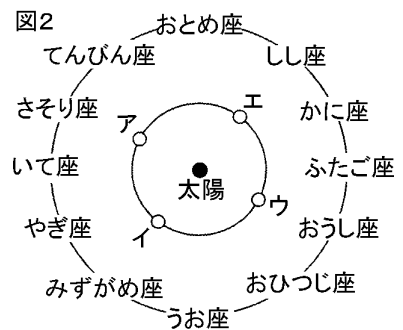 図2
おとめ座
てんびん座
しし座
さそり座
エ
かに座
ア
いて座
太陽
ふたご座
ウ
やぎ座
イ
おうし座
みずがめ座
おひつじ座
うお座